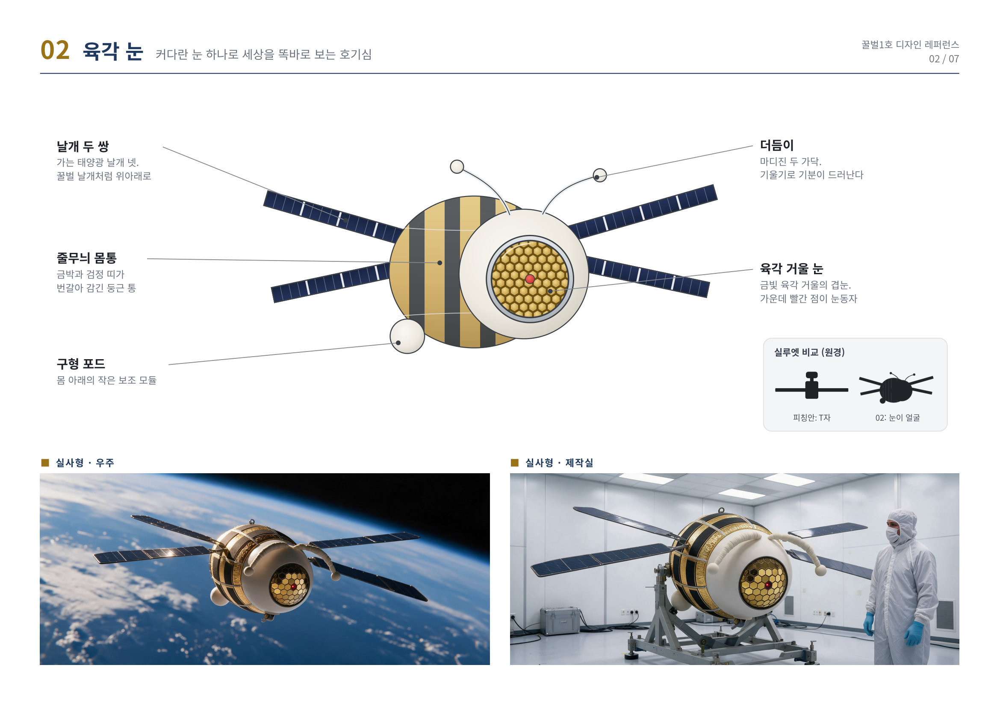 02 육각 눈 커다란 눈 하나로 세상을 똑바로 보는 호기심
꿀벌1호 디자인 레퍼런스
02 / 07
날개 두 쌍
가는 태양광 날개 넷.
꿀벌 날개처럼 위아래로
더듬이
마디진 두 가닥.
기울기로 기분이 드러난다
줄무늬 몸통
금박과 검정 띠가
번갈아 감긴 둥근 통
육각 거울 눈
금빛 육각 거울의 겹눈.
가운데 빨간 점이 눈동자
구형 포드
몸 아래의 작은 보조 모듈
실루엣 비교 (원경)
피칭안: T자
02: 눈이 얼굴
실사형 · 우주
실사형 · 제작실